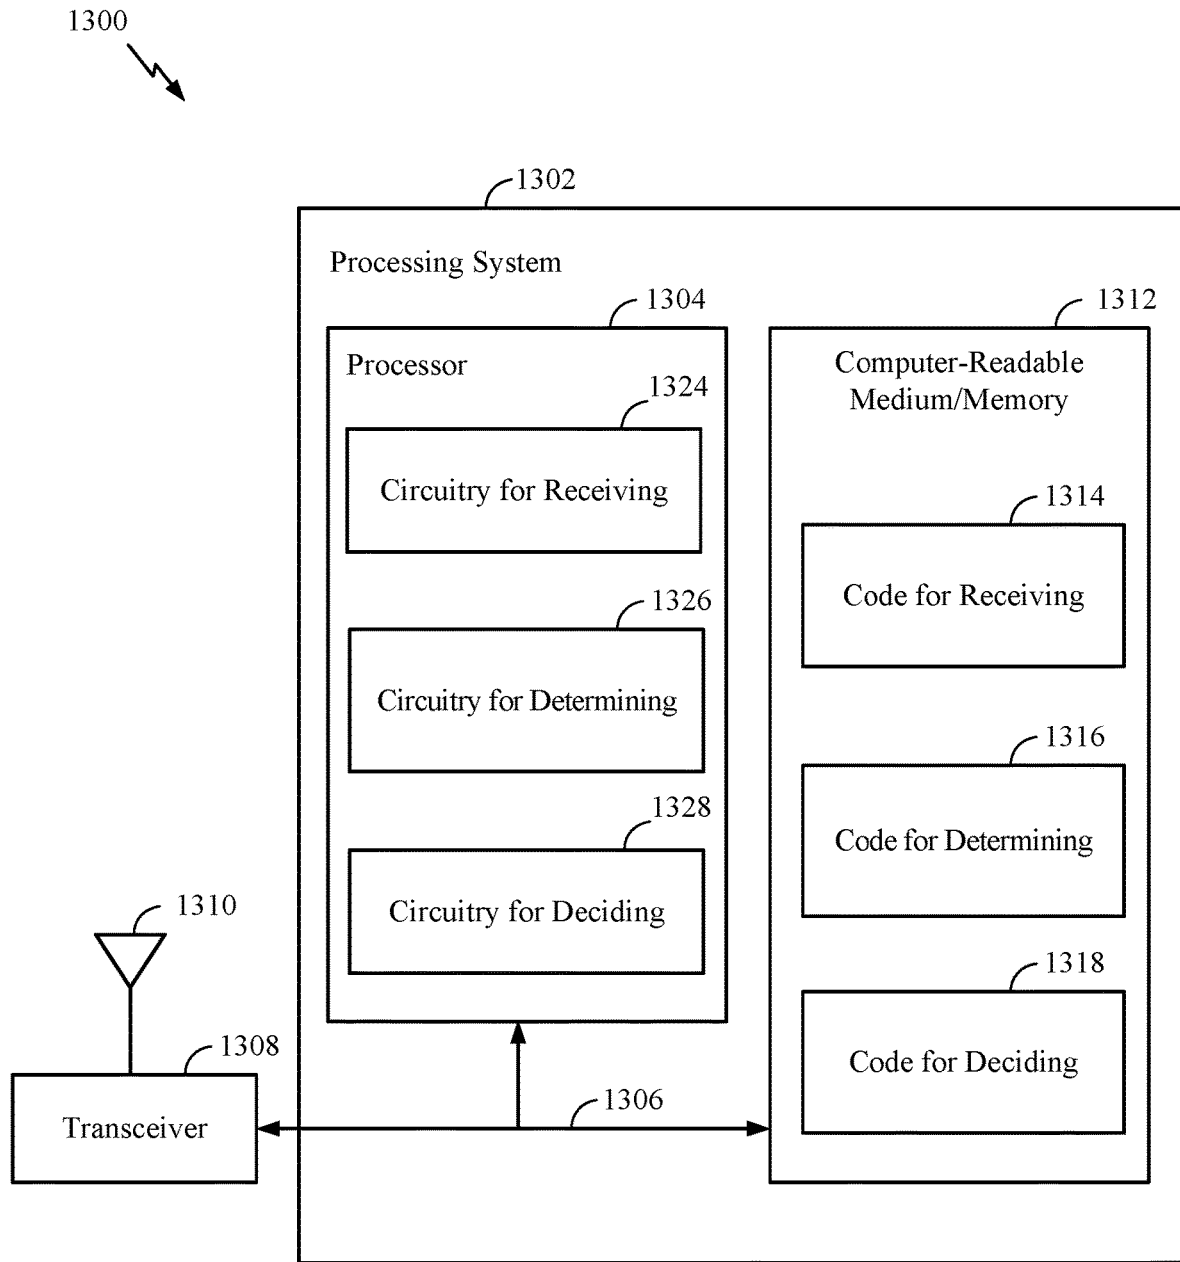 1300
1302
Processing System
1304
1312
Processor
Computer-Readable
Medium/Memory
1324
Circuitry for Receiving
1314
Code for Receiving
1326
Circuitry for Determining
1316
Code for Determining
1328
Circuitry for Deciding
1318
Code for Deciding
1310
1308
Transceiver
1306